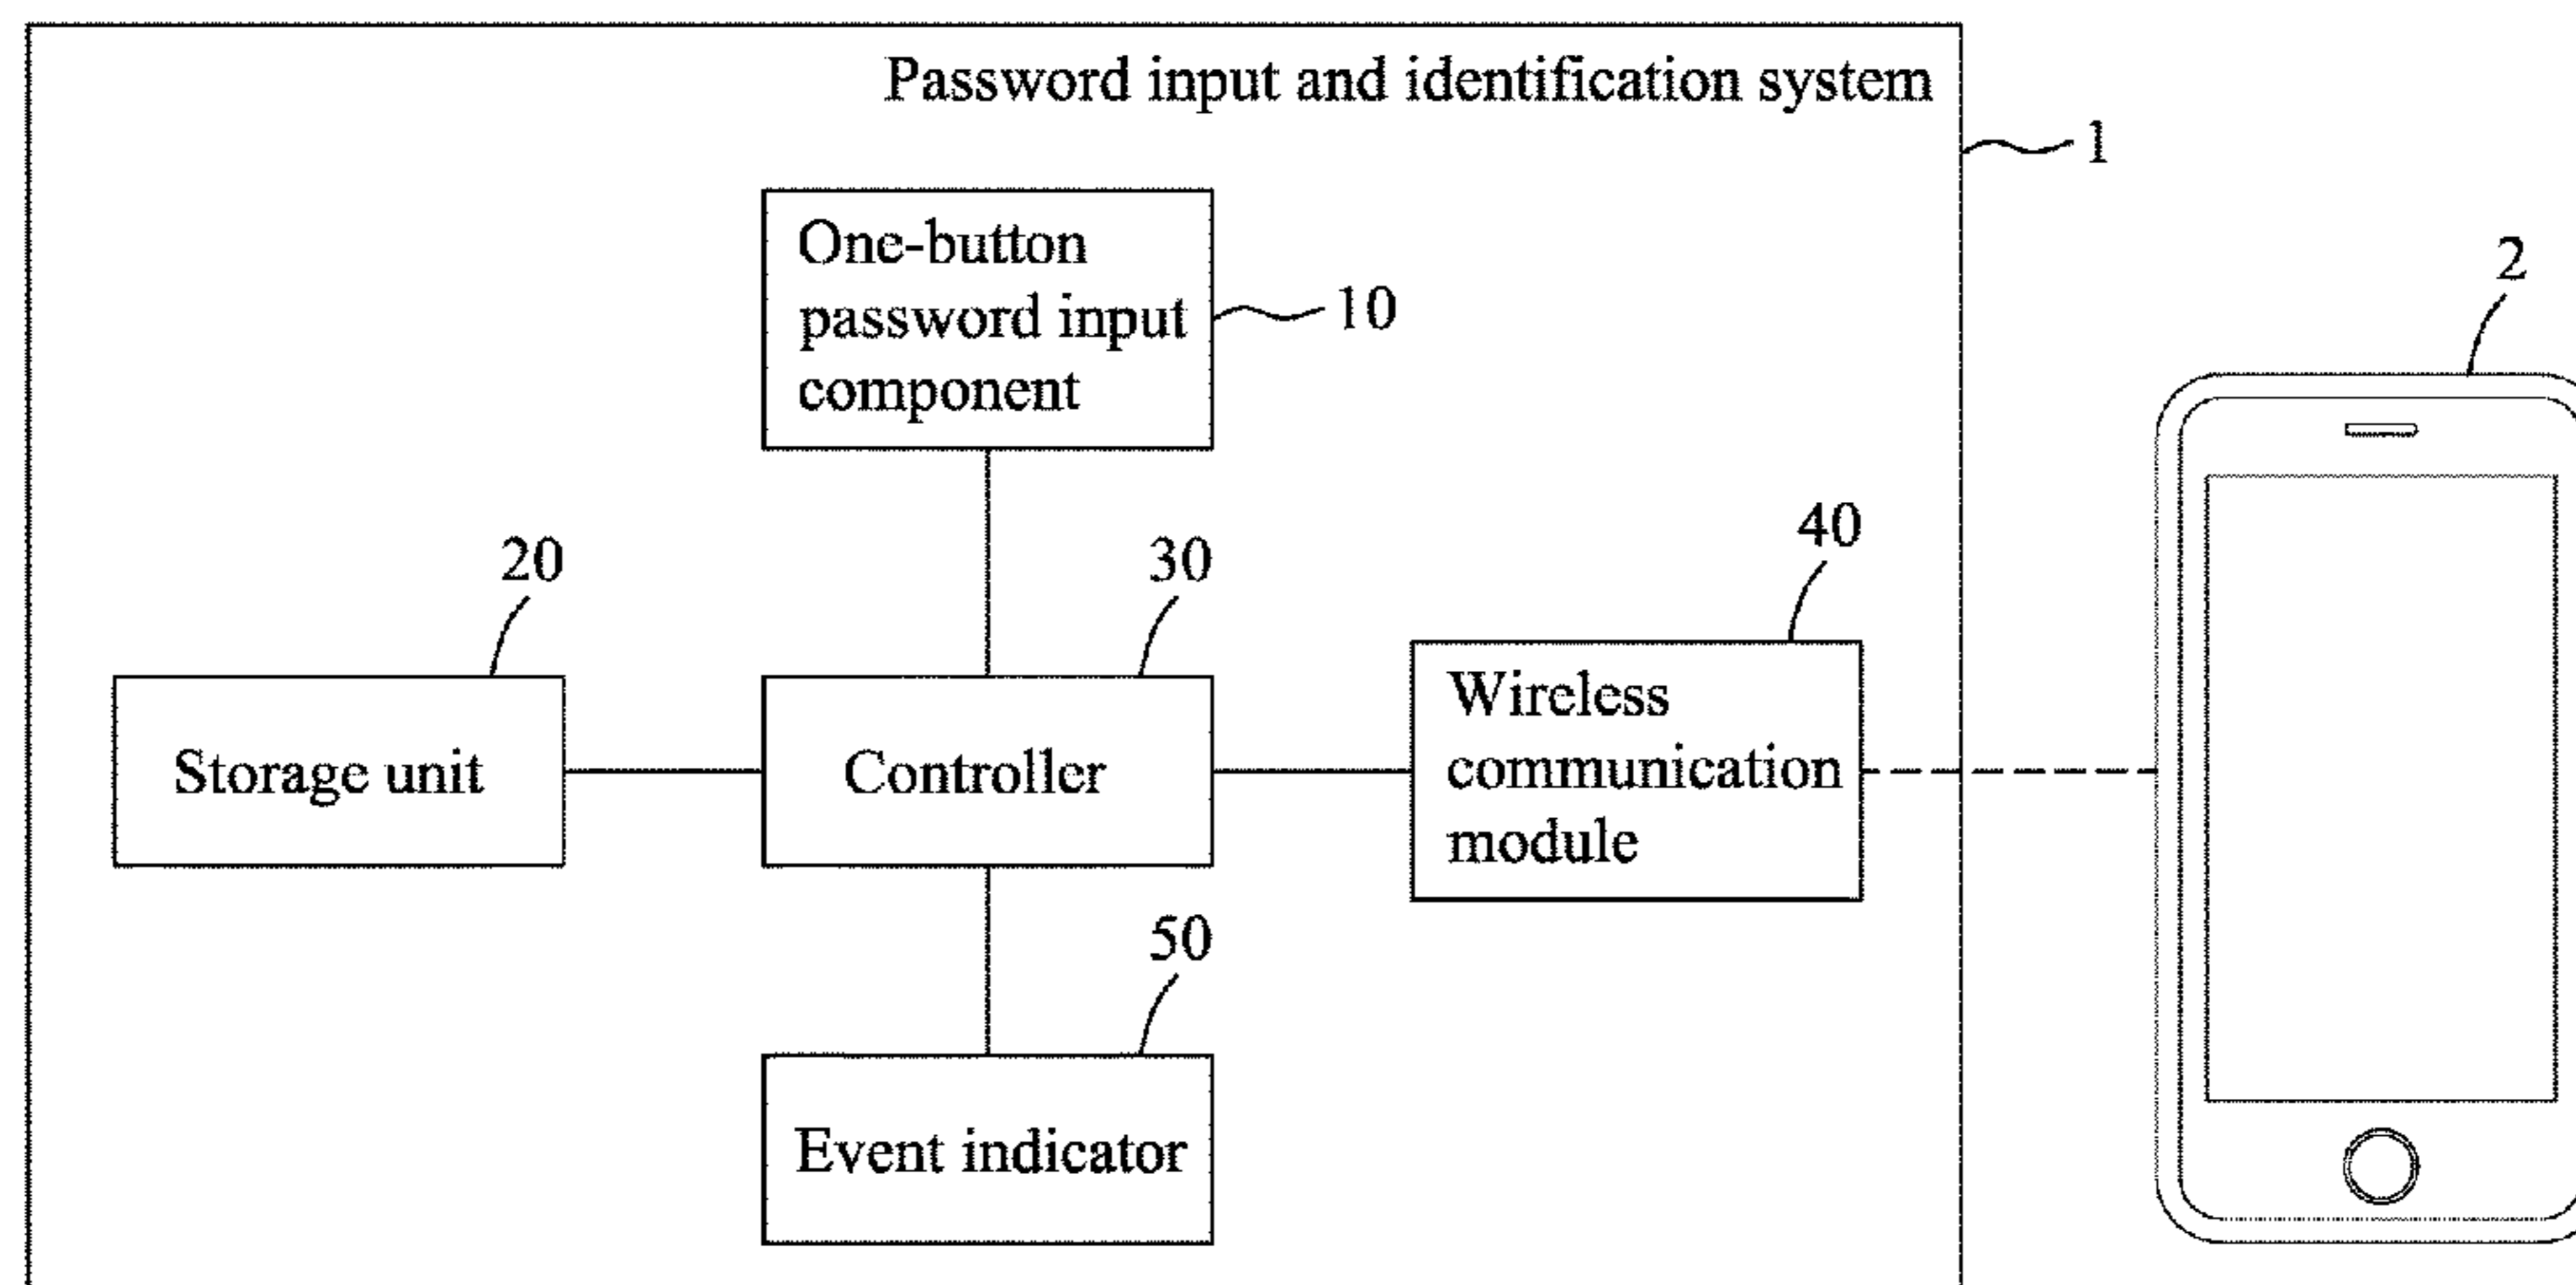 Password input and identification system
1
One-button
password input
component
10
2
20
30
40
Storage unit
Controller
Wireless
communication
module
50
Event indicator